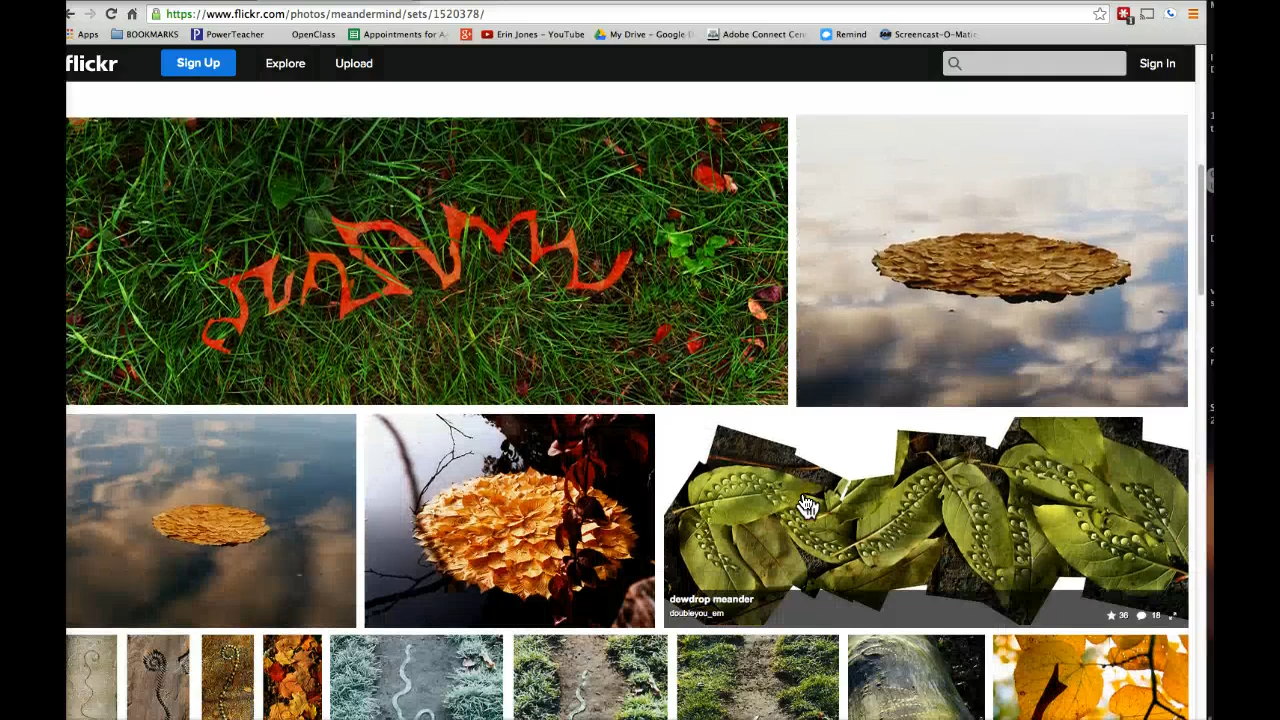 https://www.flickr.com/photos/meandermind/sets/1520378/
Apps BOOKMARKS PowerTeacher OpenClass Appointments for A Erin Jones - YouTube My Drive - Google D Adobe Connect Cen Remind Screencast-O-Matic
flickr Sign Up Explore Upload Sign In
dewdrop meander
doubleyou_em
36 18